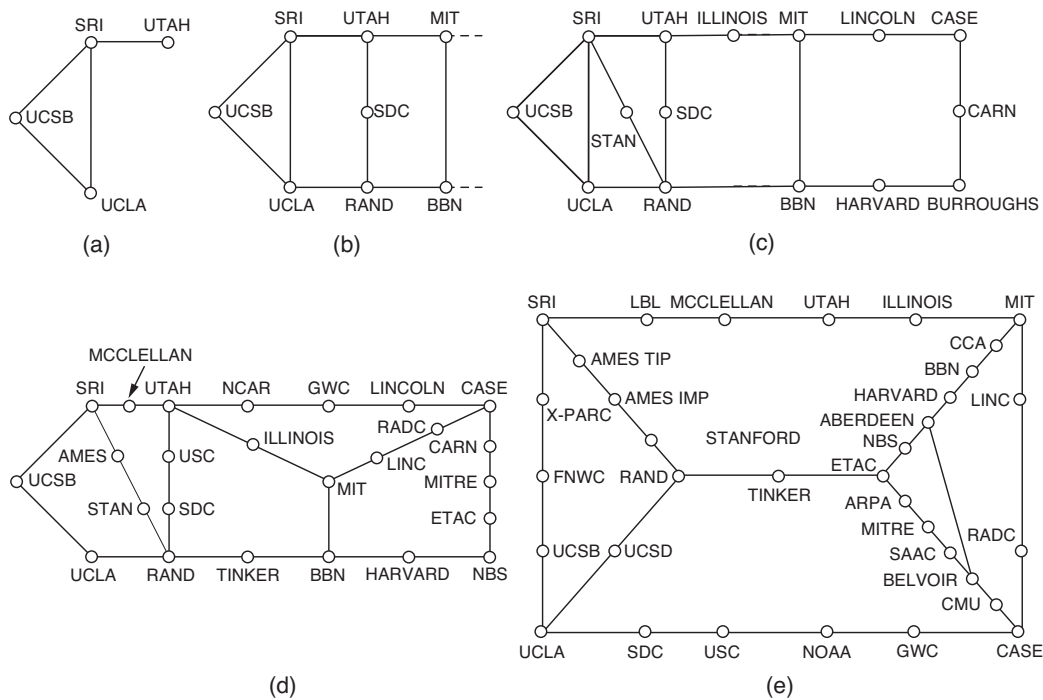 SRI UTAH
UCSB
UCLA
(a)
SRI UTAH MIT
UCSB SDC
UCLA RAND BBN
(b)
SRI UTAH ILLINOIS MIT LINCOLN CASE
UCSB STAN SDC CARN
UCLA RAND BBN HARVARD BURROUGHS
(c)
MCCLELLAN
SRI UTAH NCAR GWC LINCOLN CASE
RADC
ILLINOIS CARN
AMES USC LINC
UCSB MIT MITRE
STAN SDC ETAC
UCLA RAND TINKER BBN HARVARD NBS
(d)
SRI LBL MCCLELLAN UTAH ILLINOIS MIT
CCA
AMES TIP BBN
X-PARC AMES IMP HARVARD LINC
ABERDEEN
STANFORD NBS
FNWC RAND TINKER ETAC
ARPA
MITRE RADC
UCSB UCSD SAAC
BELVOIR
CMU
UCLA SDC USC NOAA GWC CASE
(e)